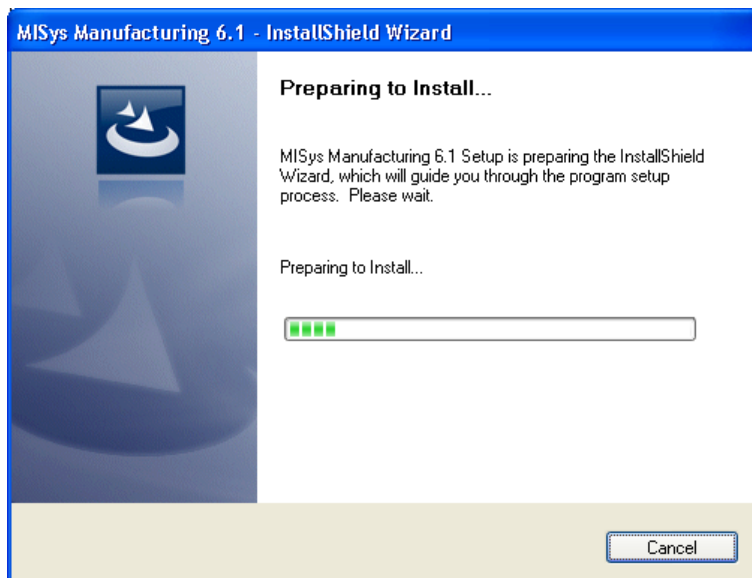 MISys Manufacturing 6.1 - InstallShield Wizard
Preparing to Install...
MISys Manufacturing 6.1 Setup is preparing the InstallShield
Wizard, which will guide you through the program setup
process. Please wait.
Preparing to Install...
Cancel